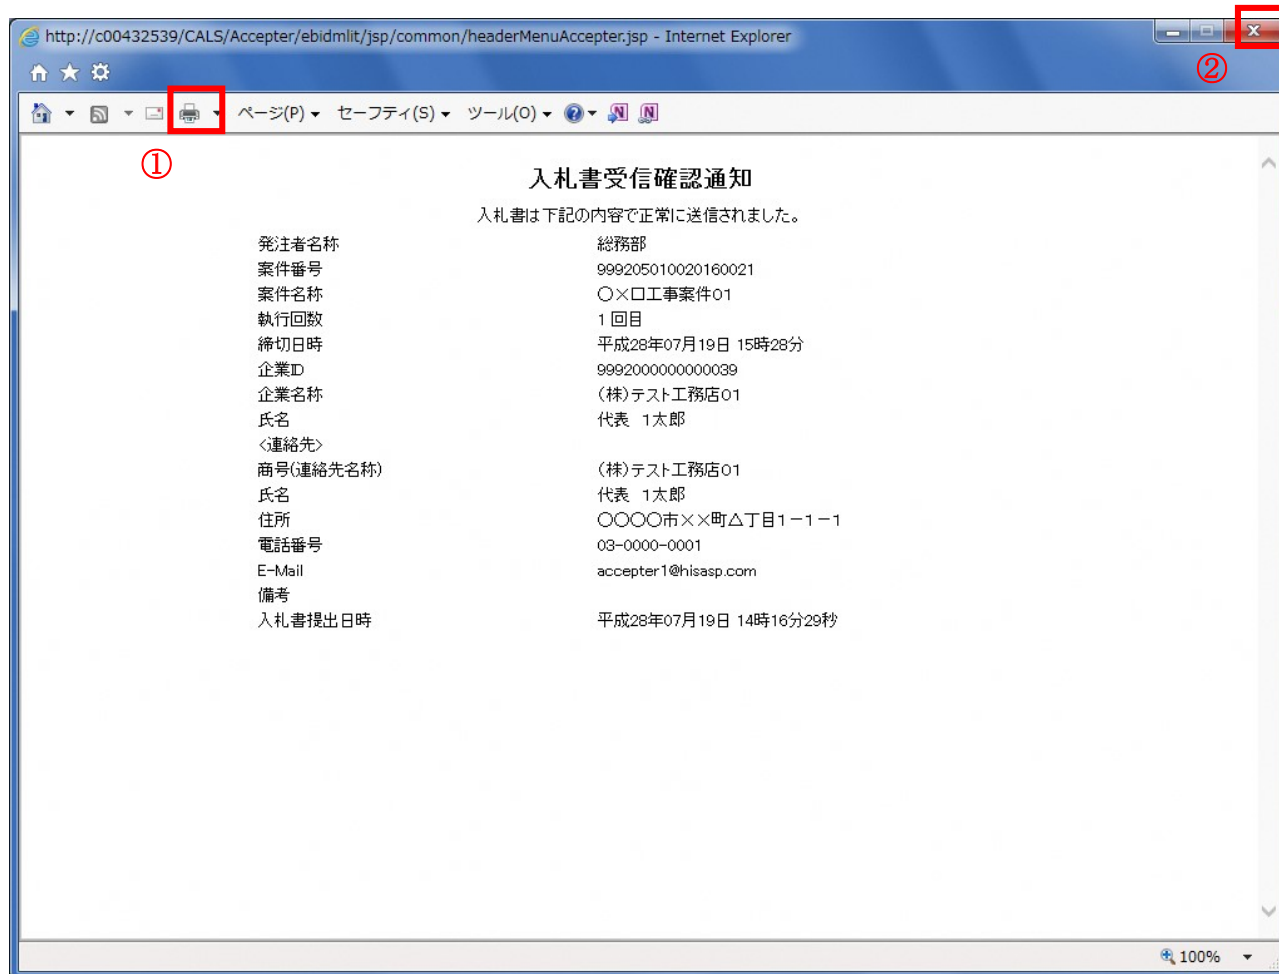 http://c00432539/CALS/Accepter/ebidmlit/jsp/common/headerMenuAccepter.jsp - Internet Explorer
②
ページ(P) セーフティ(S) ツール(O)
①
入札書受信確認通知
入札書は下記の内容で正常に送信されました。
発注者名称 総務部
案件番号 999205010020160021
案件名称 ○×口工事案件01
執行回数 1回目
締切日時 平成28年07月19日 15時28分
企業ID 9992000000000039
企業名称 (株)テスト工務店01
氏名 代表 1太郎
<連絡先>
商号(連絡先名称) (株)テスト工務店01
氏名 代表 1太郎
住所 ○○○○市××町△丁目1-1-1
電話番号 03-0000-0001
E-Mail accepter1@hisasp.com
備考
入札書提出日時 平成28年07月19日 14時16分29秒
100%